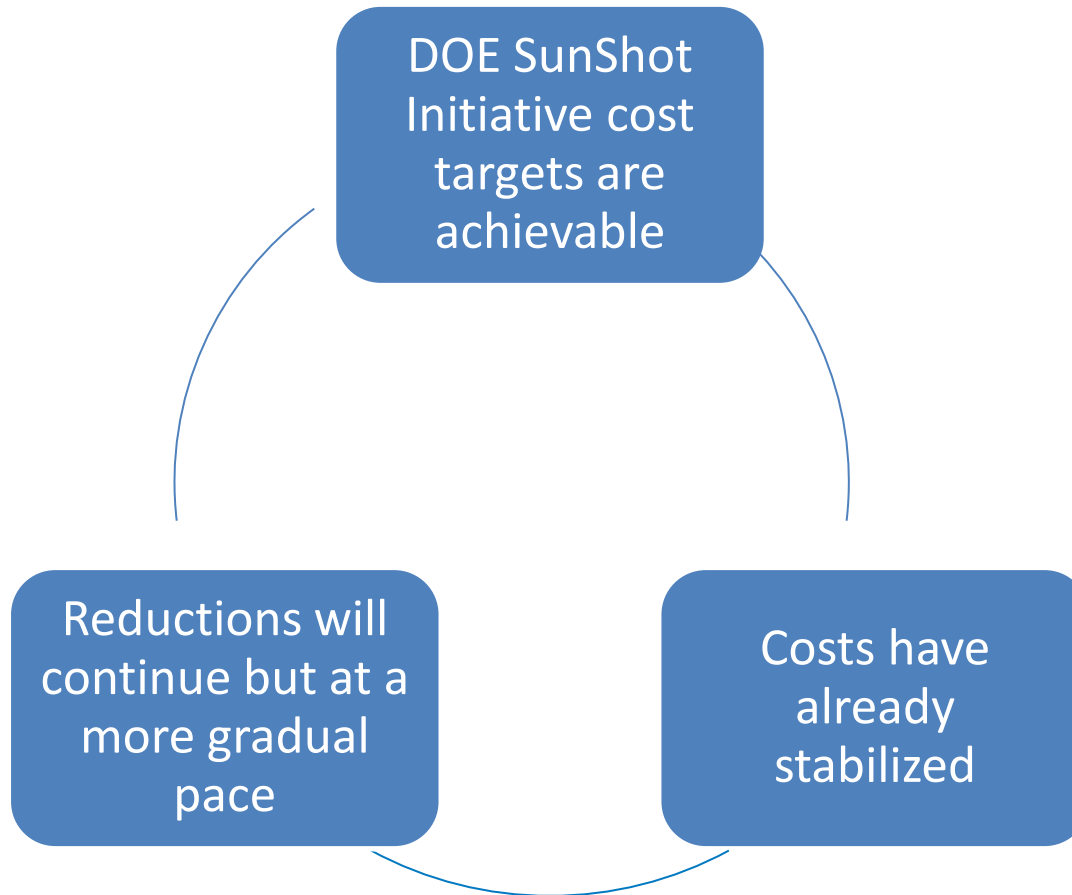 DOE SunShot
Initiative cost
targets are
achievable
Reductions will
continue but at a
more gradual
pace
Costs have
already
stabilized